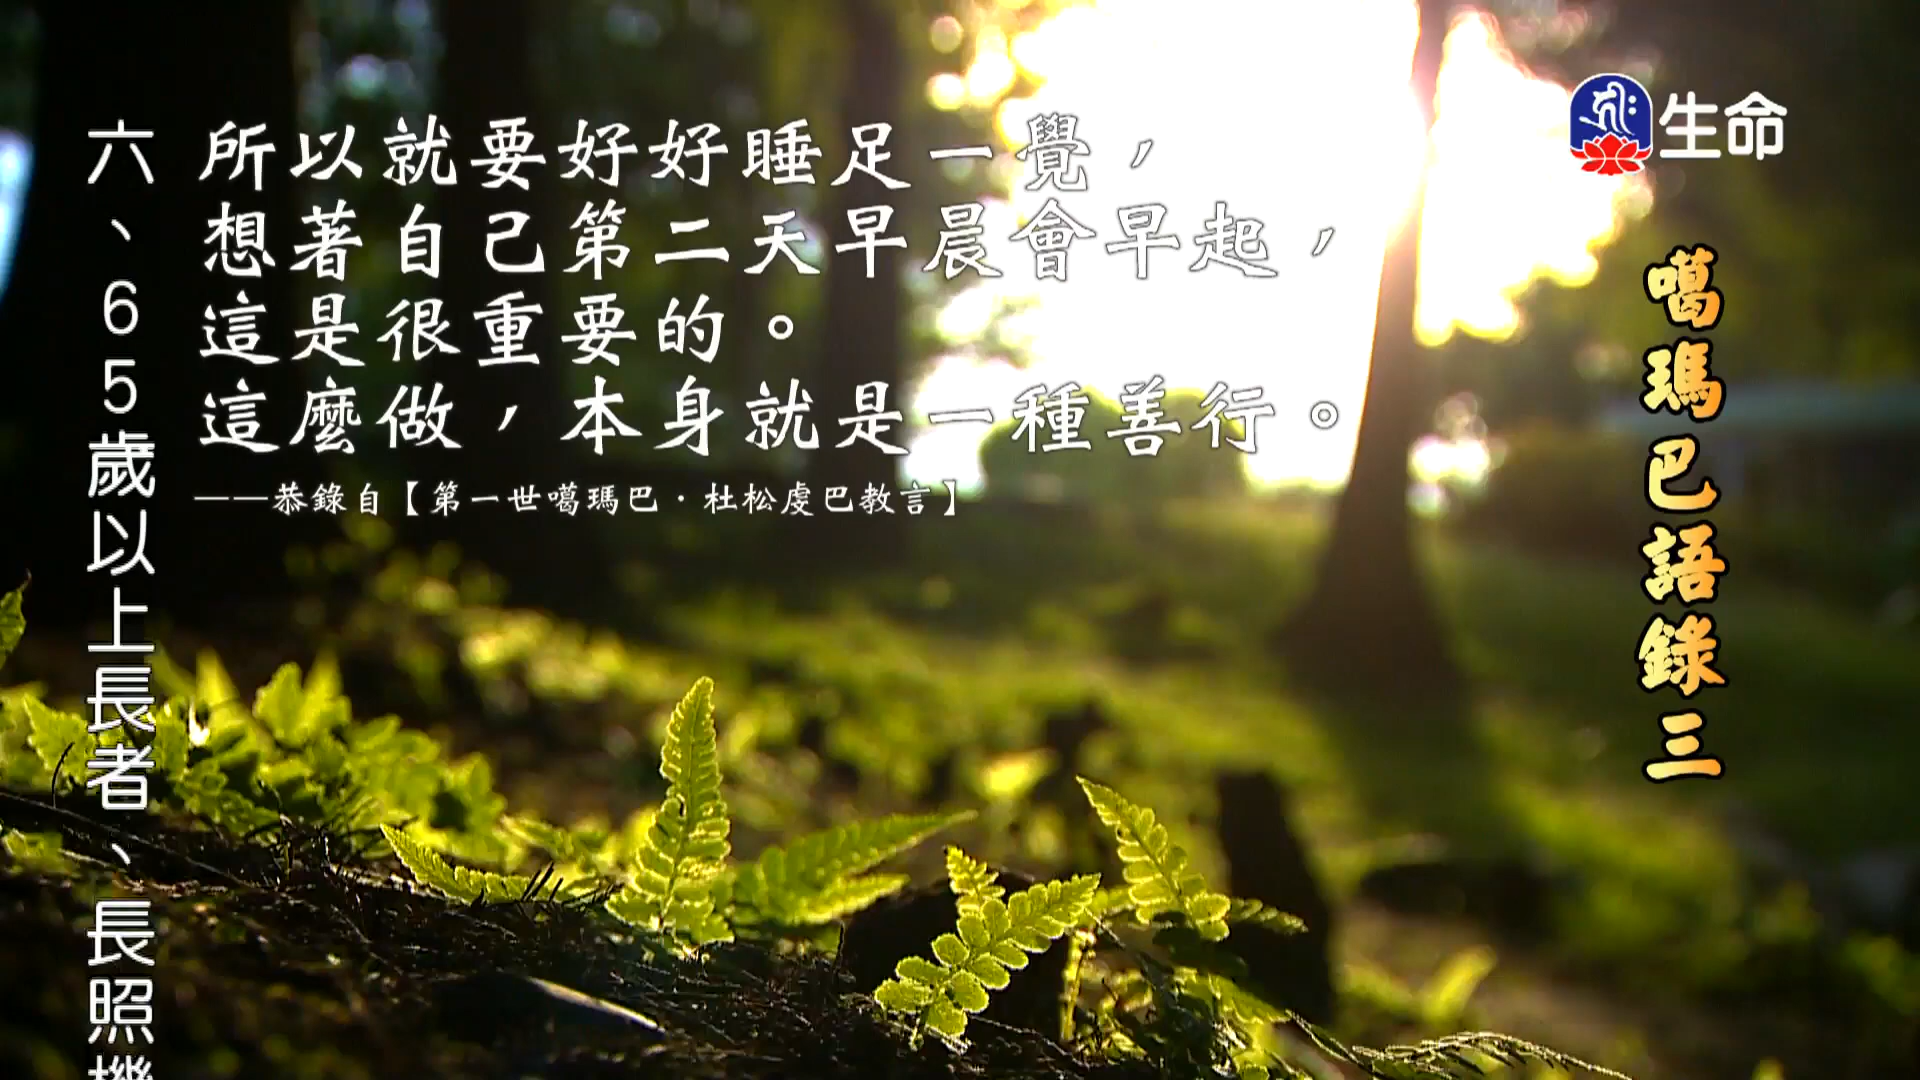 所以就要好好睡足一覺，
想著自己第二天早晨會早起，
這是很重要的。
這麼做，本身就是一種善行。
——恭錄自【第一世噶瑪巴．杜松虔巴教言】
生命
噶瑪巴語錄三
六、65歲以上長者、長照機